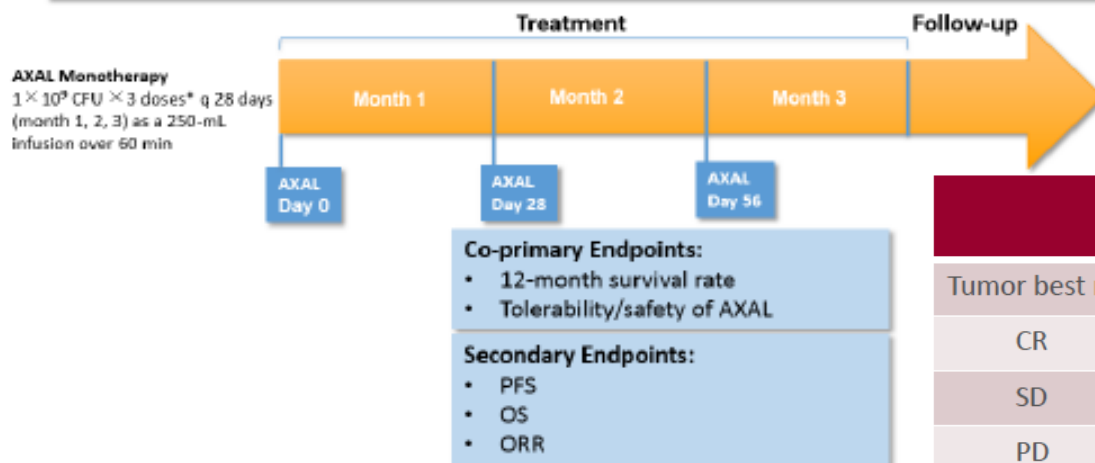 Treatment
Follow-up
AXAL Monotherapy
1 × 10⁹ CFU × 3 doses* q 28 days
(month 1, 2, 3) as a 250-mL
infusion over 60 min
Month 1
Month 2
Month 3
AXAL
Day 0
AXAL
Day 28
AXAL
Day 56
Co-primary Endpoints:
• 12-month survival rate
• Tolerability/safety of AXAL
Secondary Endpoints:
• PFS
• OS
• ORR
Tumor best
CR
SD
PD